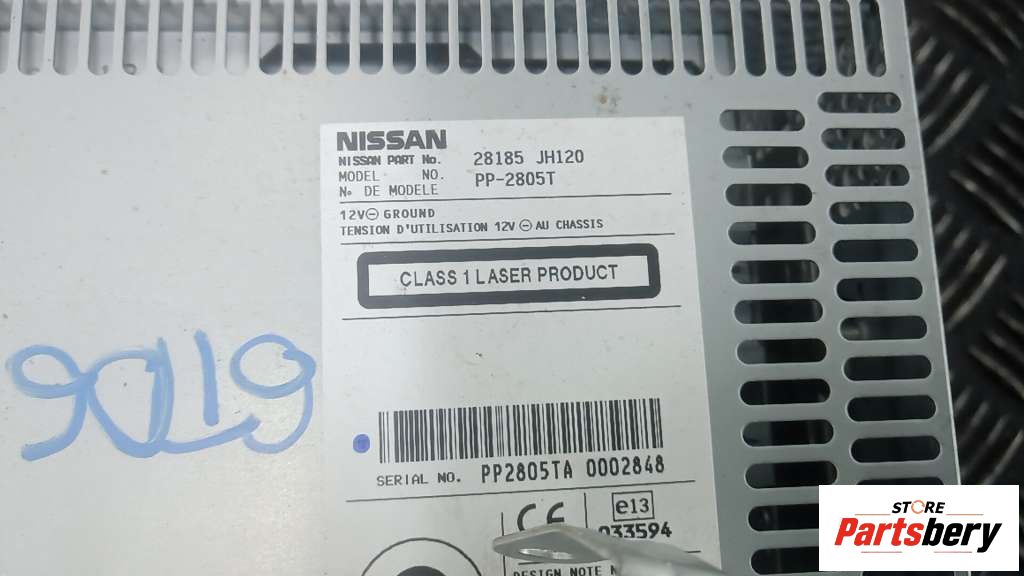 NISSAN
NISSAN PART No. 28185 JH120
MODEL NO. PP-2805T
No DE MODELE
12V⊖ GROUND
TENSION D'UTILISATION 12V ⊖ AU CHASSIS
CLASS 1 LASER PRODUCT
SERIAL NO. PP2805TA 0002848
CE
e13
033594
DESIGN NOTE
STORE
Partsbery